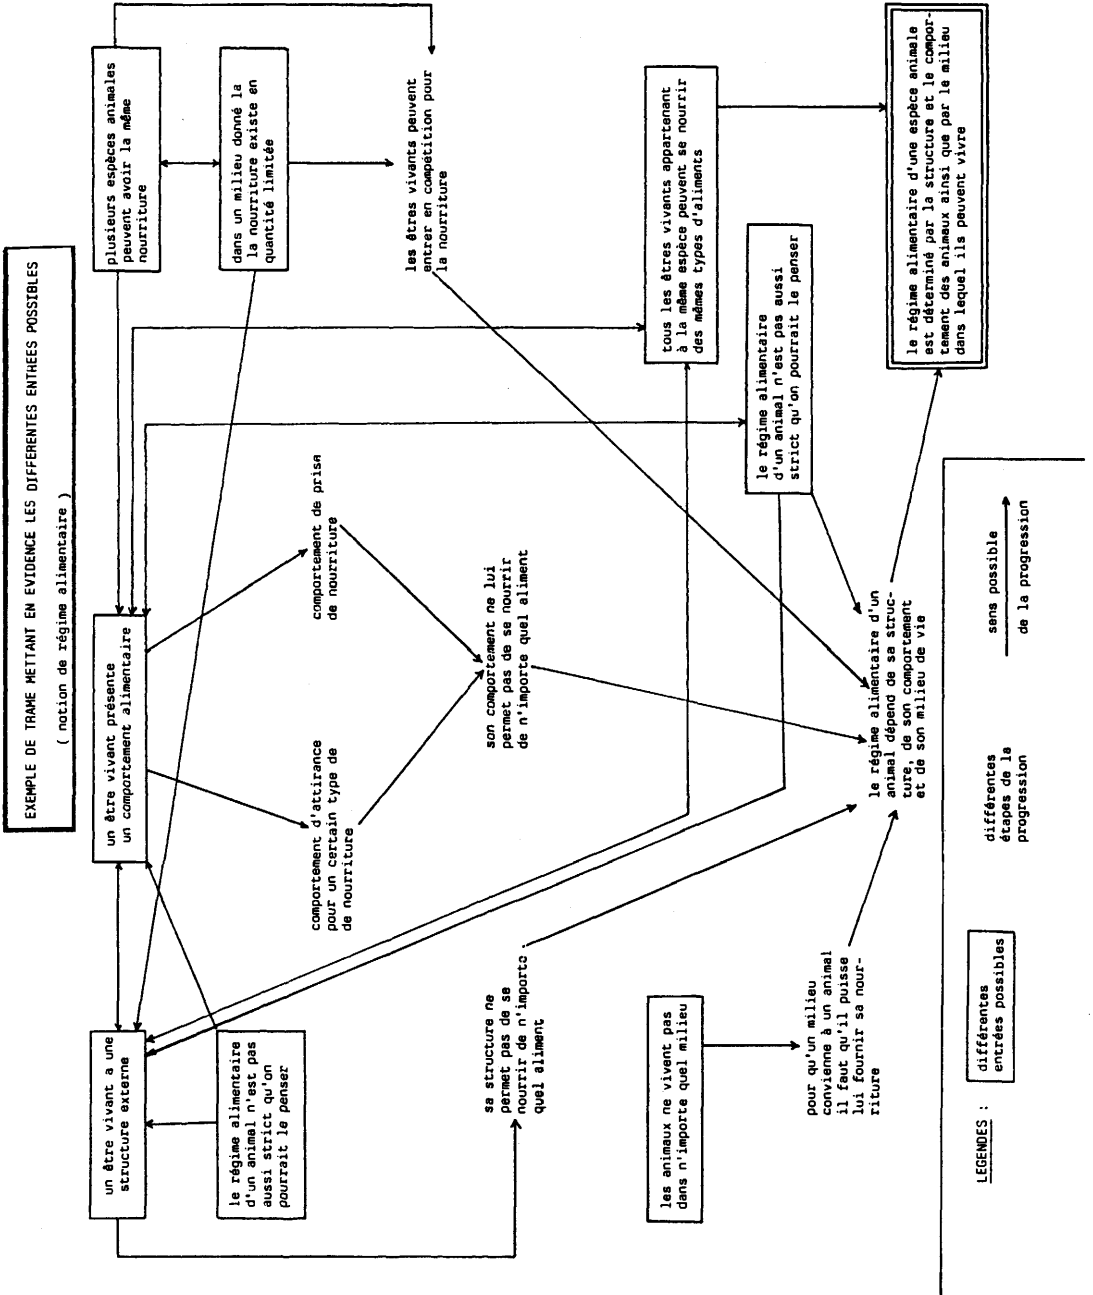 EXEMPLE DE TRAME METTANT EN EVIDENCE LES DIFFERENTES ENTREES POSSIBLES
( notion de régime alimentaire )
un être vivant a une
structure externe
un être vivant présente
un comportement alimentaire
plusieurs espèces animales
peuvent avoir la même
nourriture
le régime alimentaire
d'un animal n'est pas
aussi strict qu'on
pourrait le penser
dans un milieu donné la
la nourriture existe en
quantité limitée
comportement d'attirance
pour un certain type de
de nourriture
comportement de prise
de nourriture
les êtres vivants peuvent
entrer en compétition pour
la nourriture
sa structure ne
permet pas de se
nourrir de n'importe
quel aliment
son comportement ne lui
permet pas de se nourrir
de n'importe quel aliment
les animaux ne vivent pas
dans n'importe quel milieu
tous les êtres vivants appartenant
à la même espèce peuvent se nourrir
des mêmes types d'aliments
le régime alimentaire
d'un animal n'est pas aussi
strict qu'on pourrait le penser
pour qu'un milieu
convienne à un animal
il faut qu'il puisse
lui fournir sa nour-
riture
le régime alimentaire d'un
animal dépend de sa struc-
ture, de son comportement
et de son milieu de vie
le régime alimentaire d'une espèce animale
est déterminé par la structure et le compor-
tement des animaux ainsi que par le milieu
dans lequel ils peuvent vivre
LEGENDES :
différentes
entrées possibles
différentes
étapes de la
progression
sens possible
de la progression